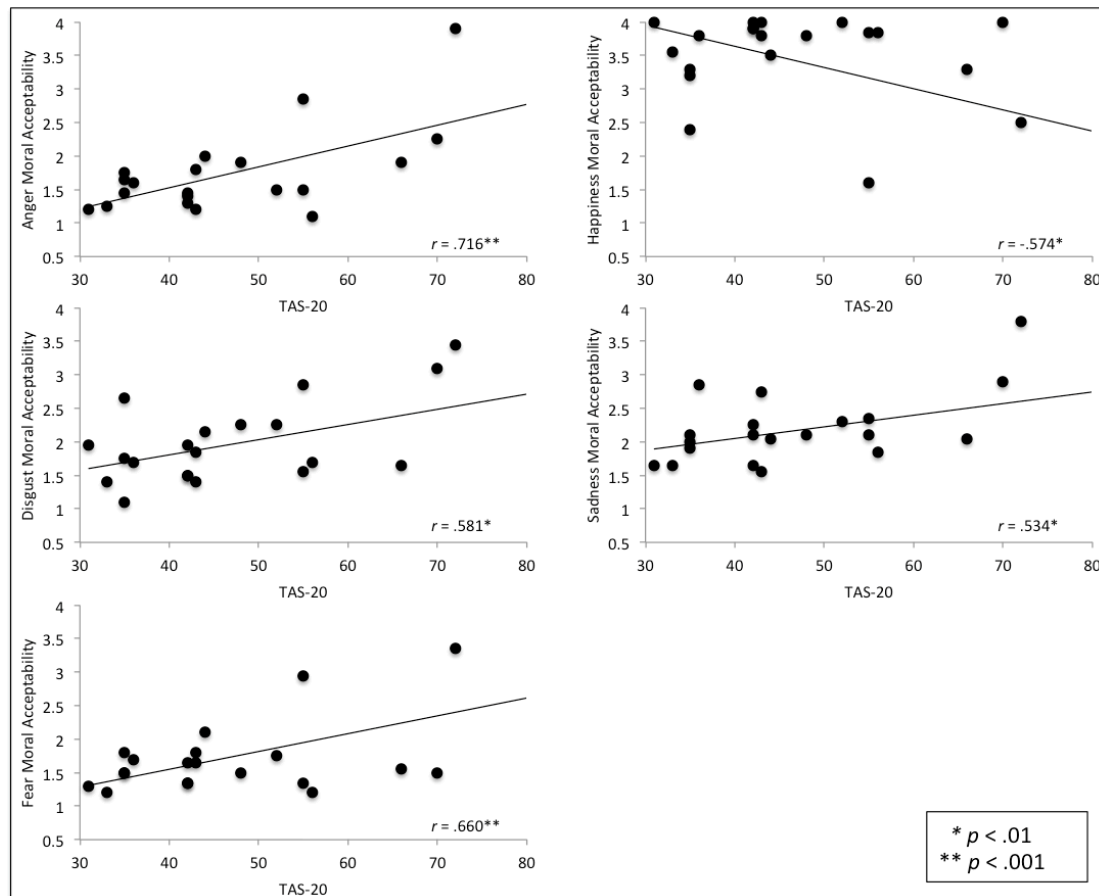 Anger Moral Acceptability
4
3.5
3
2.5
2
1.5
1
0.5
r = .716**
30 40 50 60 70 80
TAS-20
Happiness Moral Acceptability
4
3.5
3
2.5
2
1.5
1
0.5
r = -.574*
30 40 50 60 70 80
TAS-20
Disgust Moral Acceptability
4
3.5
3
2.5
2
1.5
1
0.5
r = .581*
30 40 50 60 70 80
TAS-20
Sadness Moral Acceptability
4
3.5
3
2.5
2
1.5
1
0.5
r = .534*
30 40 50 60 70 80
TAS-20
Fear Moral Acceptability
4
3.5
3
2.5
2
1.5
1
0.5
r = .660**
30 40 50 60 70 80
TAS-20
* p < .01
** p < .001